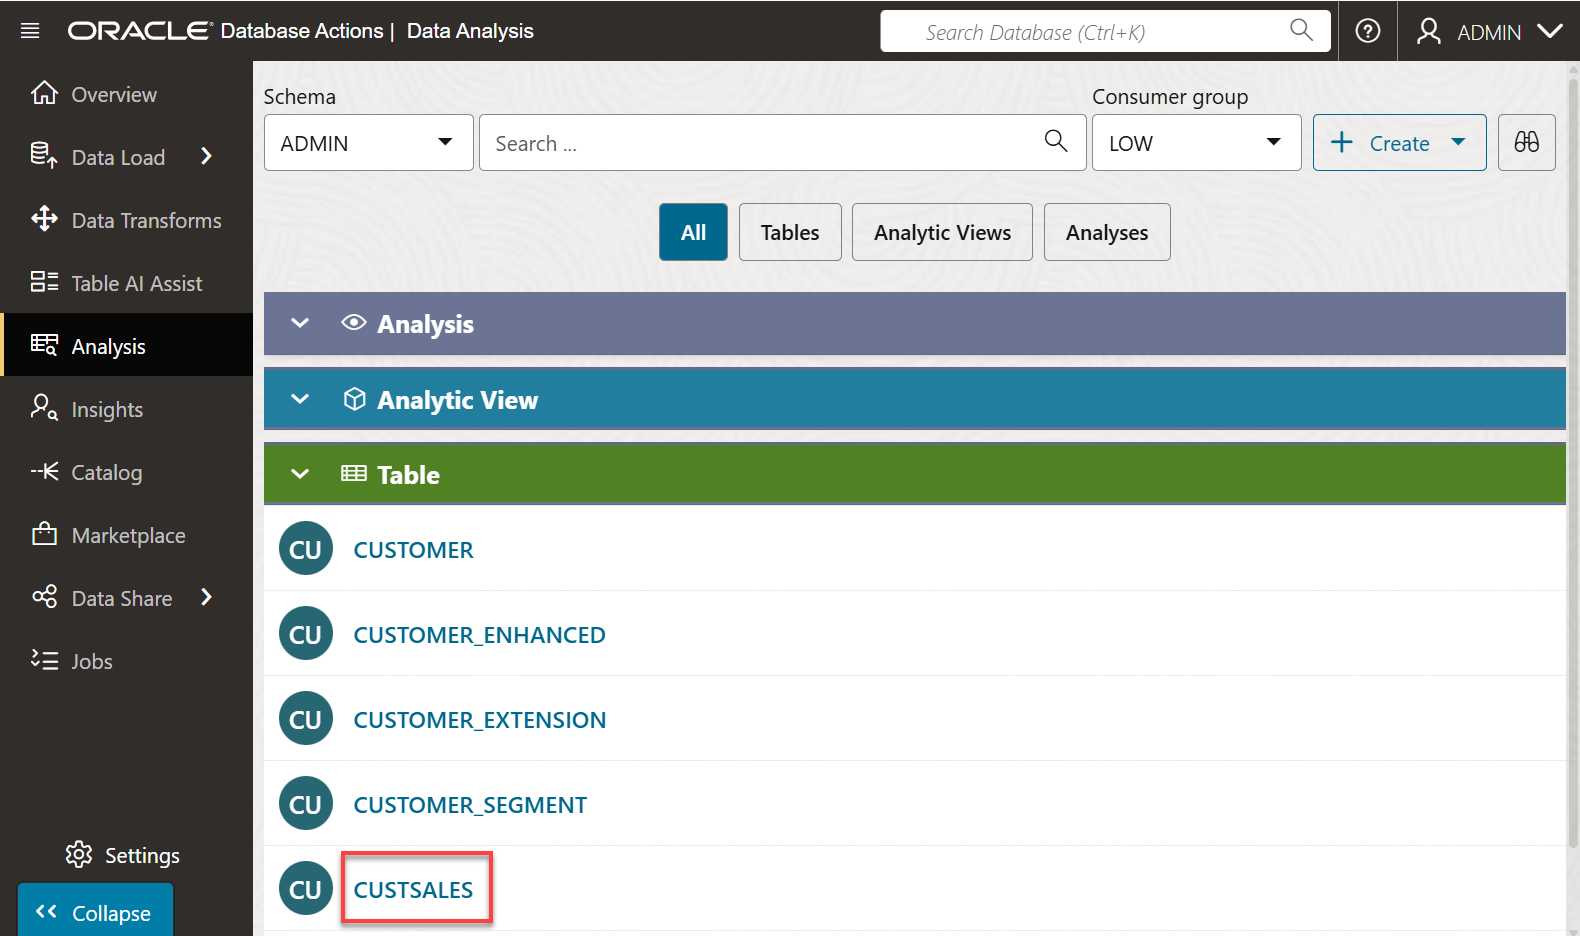 ORACLE Database Actions | Data Analysis
Search Database (Ctrl+K)
ADMIN
Overview
Data Load
Data Transforms
Table AI Assist
Analysis
Insights
Catalog
Marketplace
Data Share
Jobs
Settings
Collapse
Schema
ADMIN
Search ...
Consumer group
LOW
Create
All
Tables
Analytic Views
Analyses
Analysis
Analytic View
Table
CU CUSTOMER
CU CUSTOMER_ENHANCED
CU CUSTOMER_EXTENSION
CU CUSTOMER_SEGMENT
CU CUSTSALES